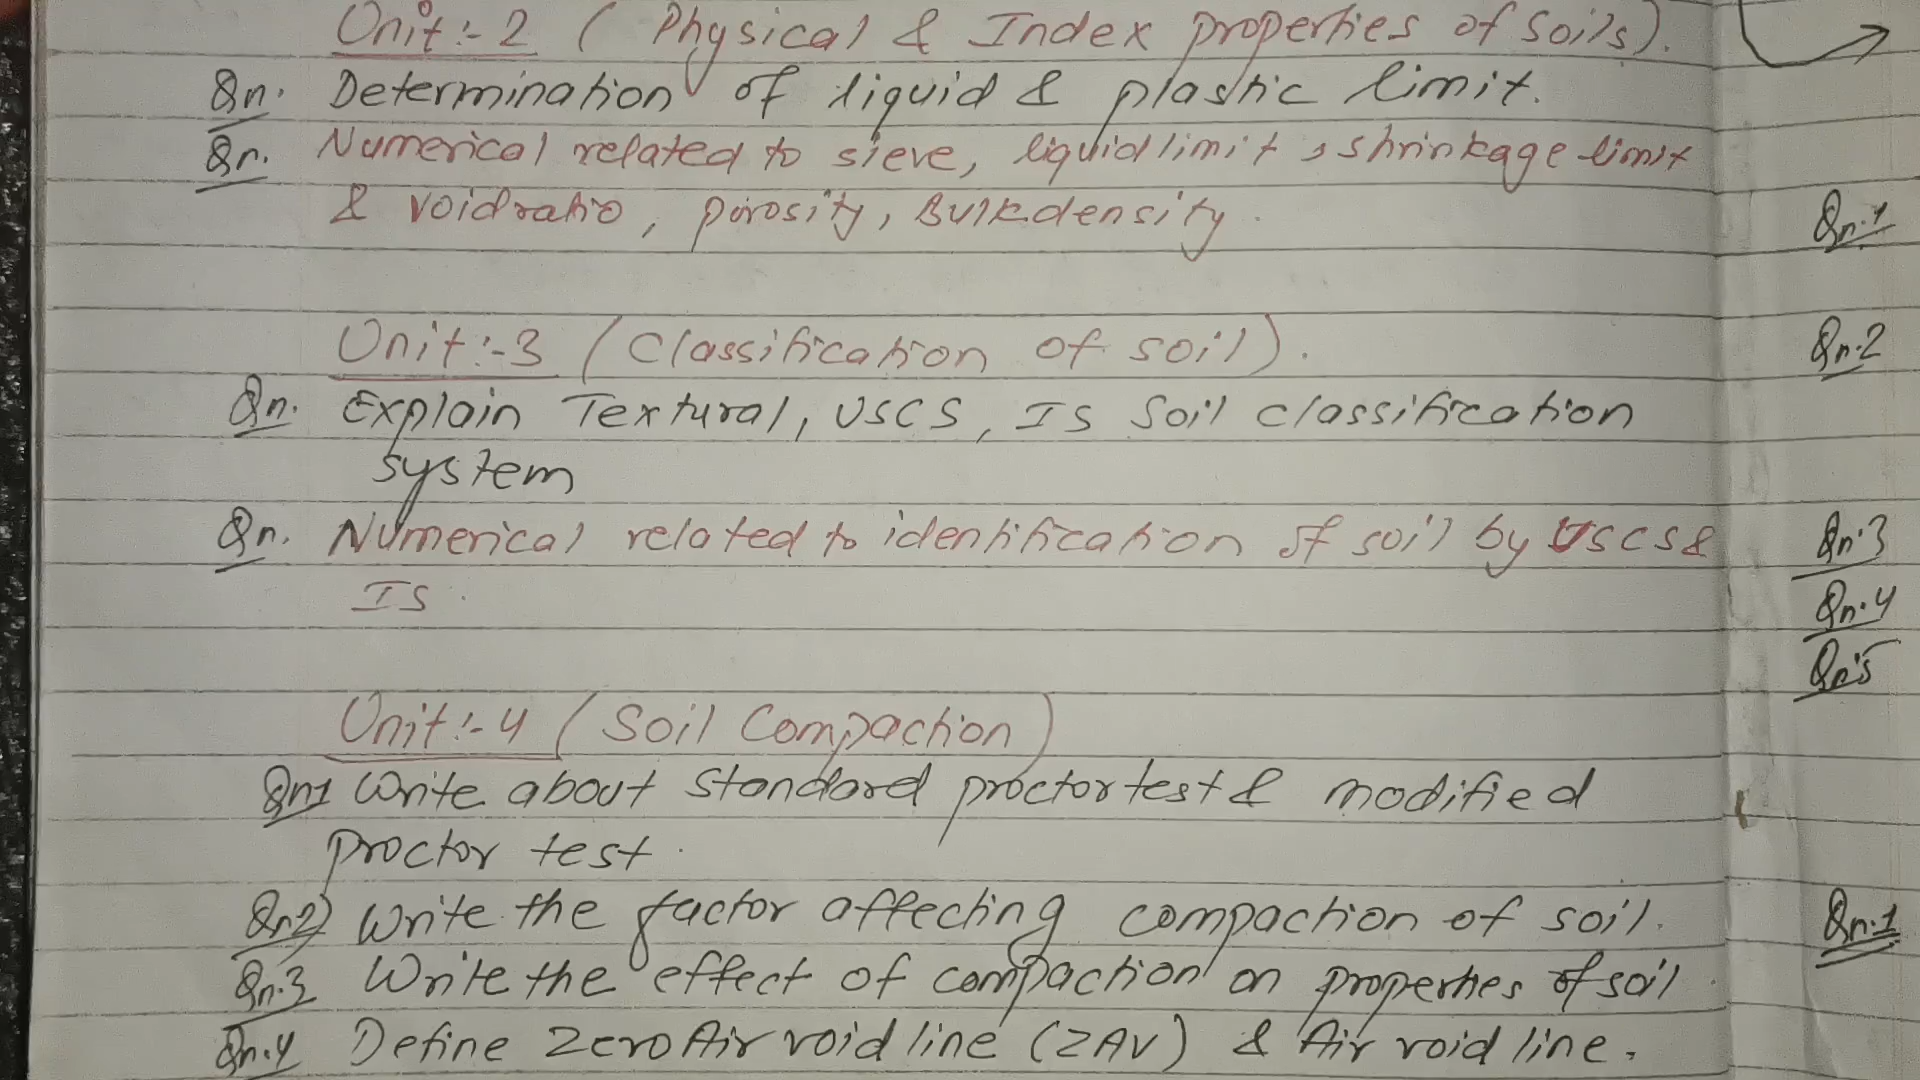 Unit:-2 ( Physical & Index properties of soils).
Qn. Determination of liquid & plastic limit.
Qn. Numerical related to sieve, liquidlimit, shrinkage limit
& voidratio, porosity, Bulkdensity.
Unit:-3 (Classification of soil).
Qn. Explain Textural, USCS, IS Soil classification
system
Qn. Numerical related to identification of soil by USCS &
IS.
Unit:-4 (Soil Compaction)
Qn1 Write about standard proctor test & modified
proctor test.
Qn2) Write the factor affecting compaction of soil.
Qn.3 Write the effect of compaction on properties of soil.
Qn.4 Define Zero Air void line (ZAV) & Air void line.
Qn.1
Qn.2
Qn.3
Qn.4
Qn.5
Qn.1